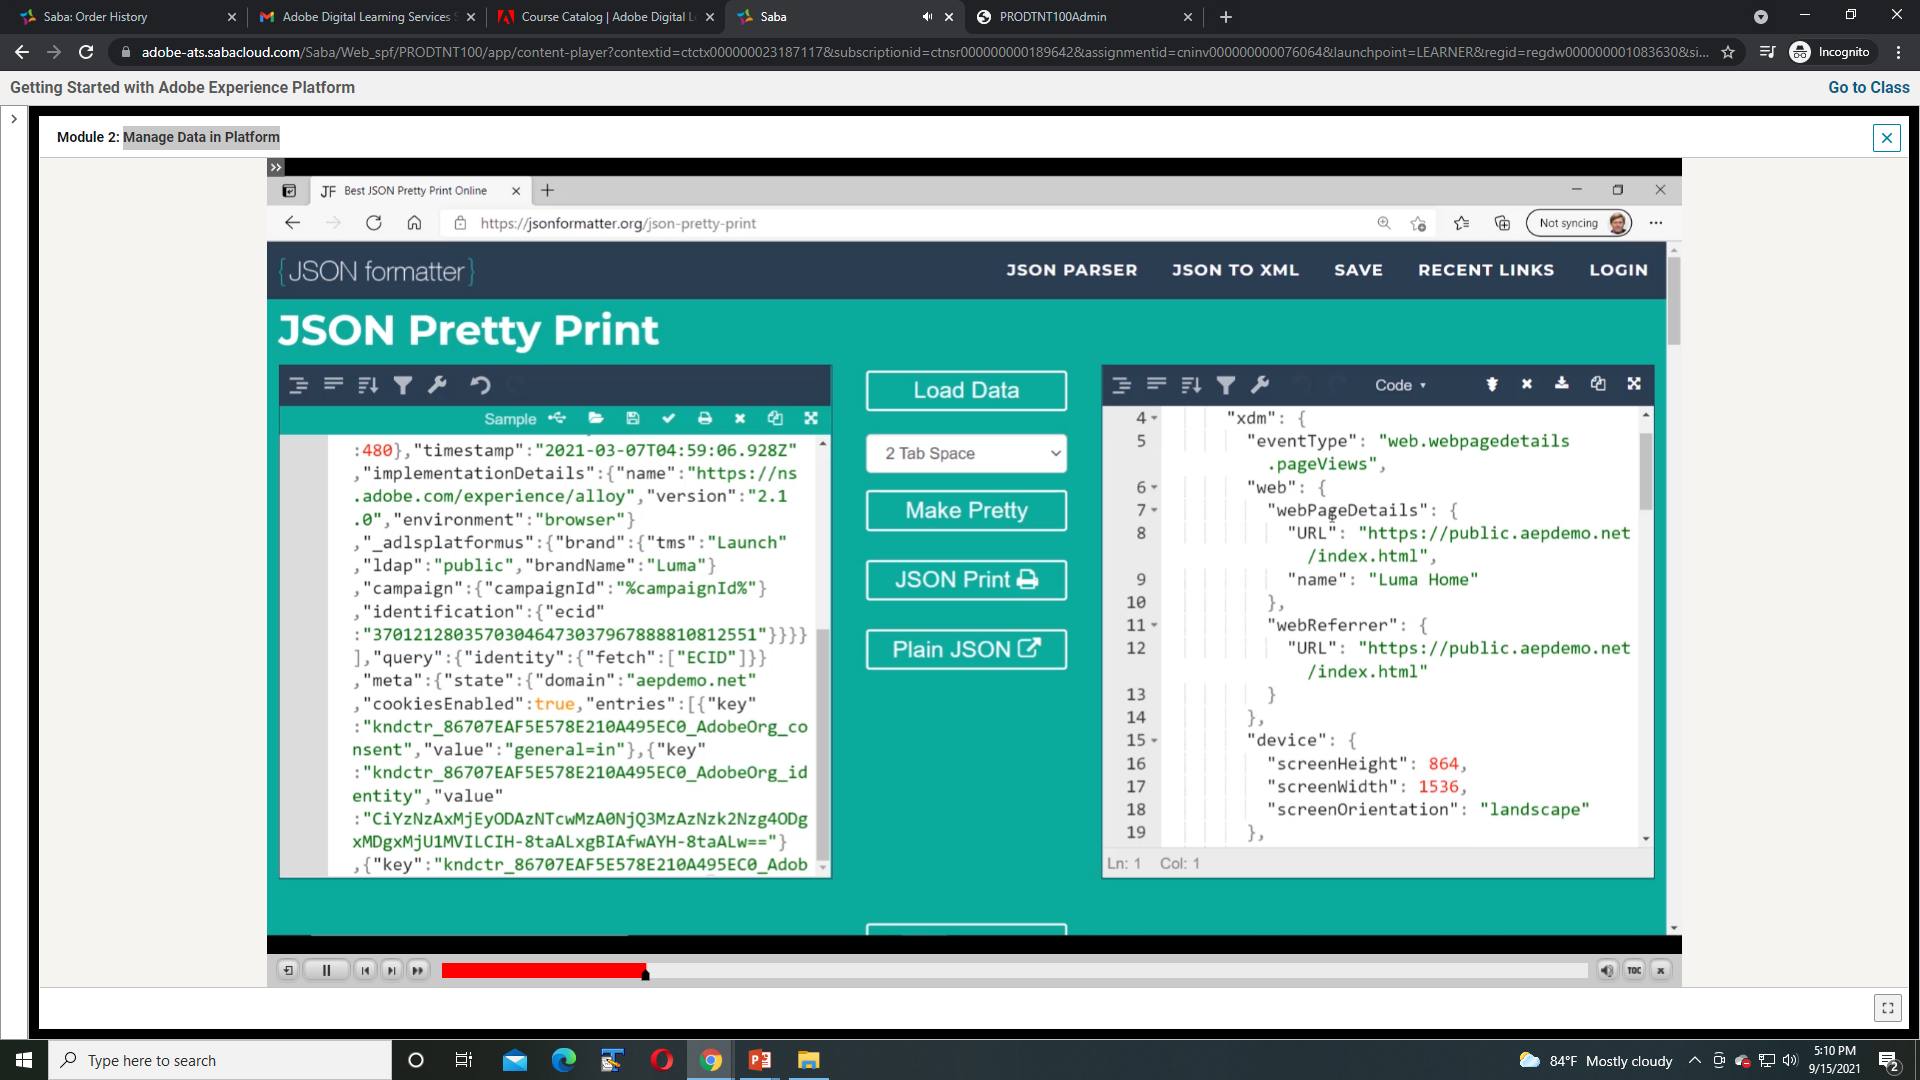 Saba: Order History
Adobe Digital Learning Services S
Course Catalog | Adobe Digital L
Saba
PRODTNT100Admin
adobe-ats.sabacloud.com/Saba/Web_spf/PRODTNT100/app/content-player?contextid=ctctx000000023187117&subscriptionid=ctnsr000000000189642&assignmentid=cninv000000000076064&launchpoint=LEARNER&regid=regdw000000001083630&si...
Incognito
Getting Started with Adobe Experience Platform
Go to Class
Module 2: Manage Data in Platform
JF Best JSON Pretty Print Online
https://jsonformatter.org/json-pretty-print
Not syncing
{JSON formatter}
JSON PARSER
JSON TO XML
SAVE
RECENT LINKS
LOGIN
JSON Pretty Print
Sample
:480},"timestamp":"2021-03-07T04:59:06.928Z"
,"implementationDetails":{"name":"https://ns
.adobe.com/experience/alloy","version":"2.1
.0","environment":"browser"}
,"_adlsplatformus":{"brand":{"tms":"Launch"
,"ldap":"public","brandName":"Luma"}
,"campaign":{"campaignId":"%campaignId%"}
,"identification":{"ecid"
:"37012128035703046473037967888810812551"}}}}
],"query":{"identity":{"fetch":["ECID"]}}
,"meta":{"state":{"domain":"aepdemo.net"
,"cookiesEnabled":true,"entries":[{"key"
:"kndctr_86707EAF5E578E210A495EC0_AdobeOrg_co
nsent","value":"general=in"},{"key"
:"kndctr_86707EAF5E578E210A495EC0_AdobeOrg_id
entity","value"
:"CiYzNzAxMjEyODAzNTcwMzA0NjQ3MzAzNzk2Nzg4ODg
xMDgxMjU1MVILCIH-8taALxgBIAfwAYH-8taALw=="}
,{"key":"kndctr_86707EAF5E578E210A495EC0_Adob
Load Data
2 Tab Space
Make Pretty
JSON Print
Plain JSON
Code
4 "xdm": {
5 "eventType": "web.webpagedetails
.pageViews",
6 "web": {
7 "webPageDetails": {
8 "URL": "https://public.aepdemo.net
/index.html",
9 "name": "Luma Home"
10 },
11 "webReferrer": {
12 "URL": "https://public.aepdemo.net
/index.html"
13 }
14 },
15 "device": {
16 "screenHeight": 864,
17 "screenWidth": 1536,
18 "screenOrientation": "landscape"
19 },
Ln: 1 Col: 1
TOC
Type here to search
84°F Mostly cloudy
5:10 PM
9/15/2021
2